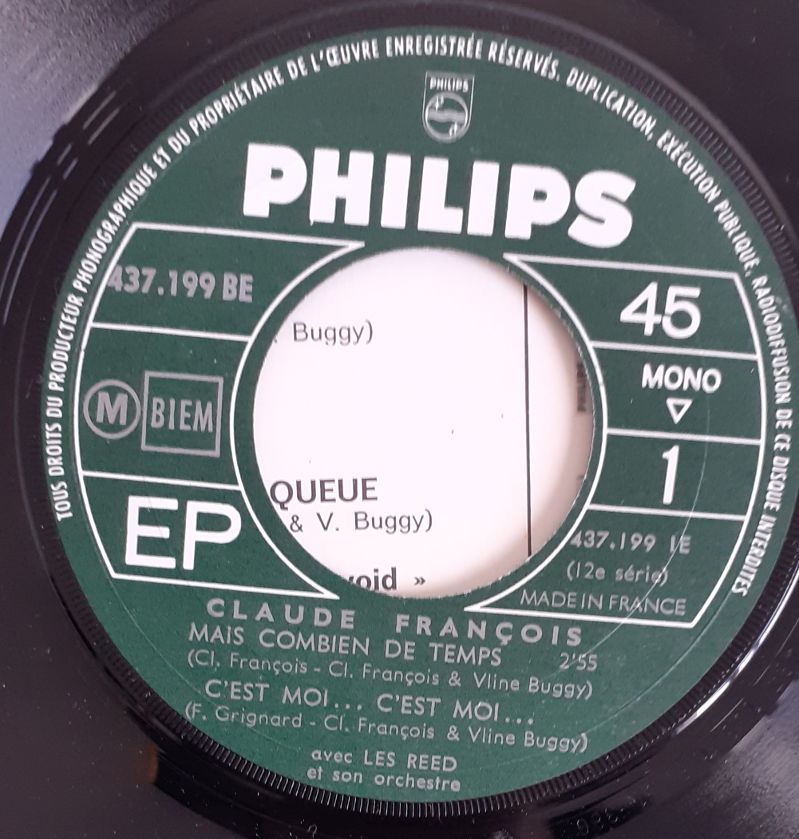 TOUS DROITS DU PRODUCTEUR PHONOGRAPHIQUE ET DU PROPRIÉTAIRE DE L'ŒUVRE ENREGISTRÉE RÉSERVÉS. DUPLICATION, EXÉCUTION PUBLIQUE, RADIODIFFUSION DE CE DISQUE INTERDITES
PHILIPS
PHILIPS
437.199 BE
M BIEM
EP
45
MONO
1
437.199 1E
(12e série)
MADE IN FRANCE
Buggy)
QUEUE
& V. Buggy)
»
PHILIPS
CLAUDE FRANÇOIS
MAIS COMBIEN DE TEMPS 2'55
(Cl. François - Cl. François & Vline Buggy)
C'EST MOI... C'EST MOI...
(F. Grignard - Cl. François & Vline Buggy)
avec LES REED
et son orchestre